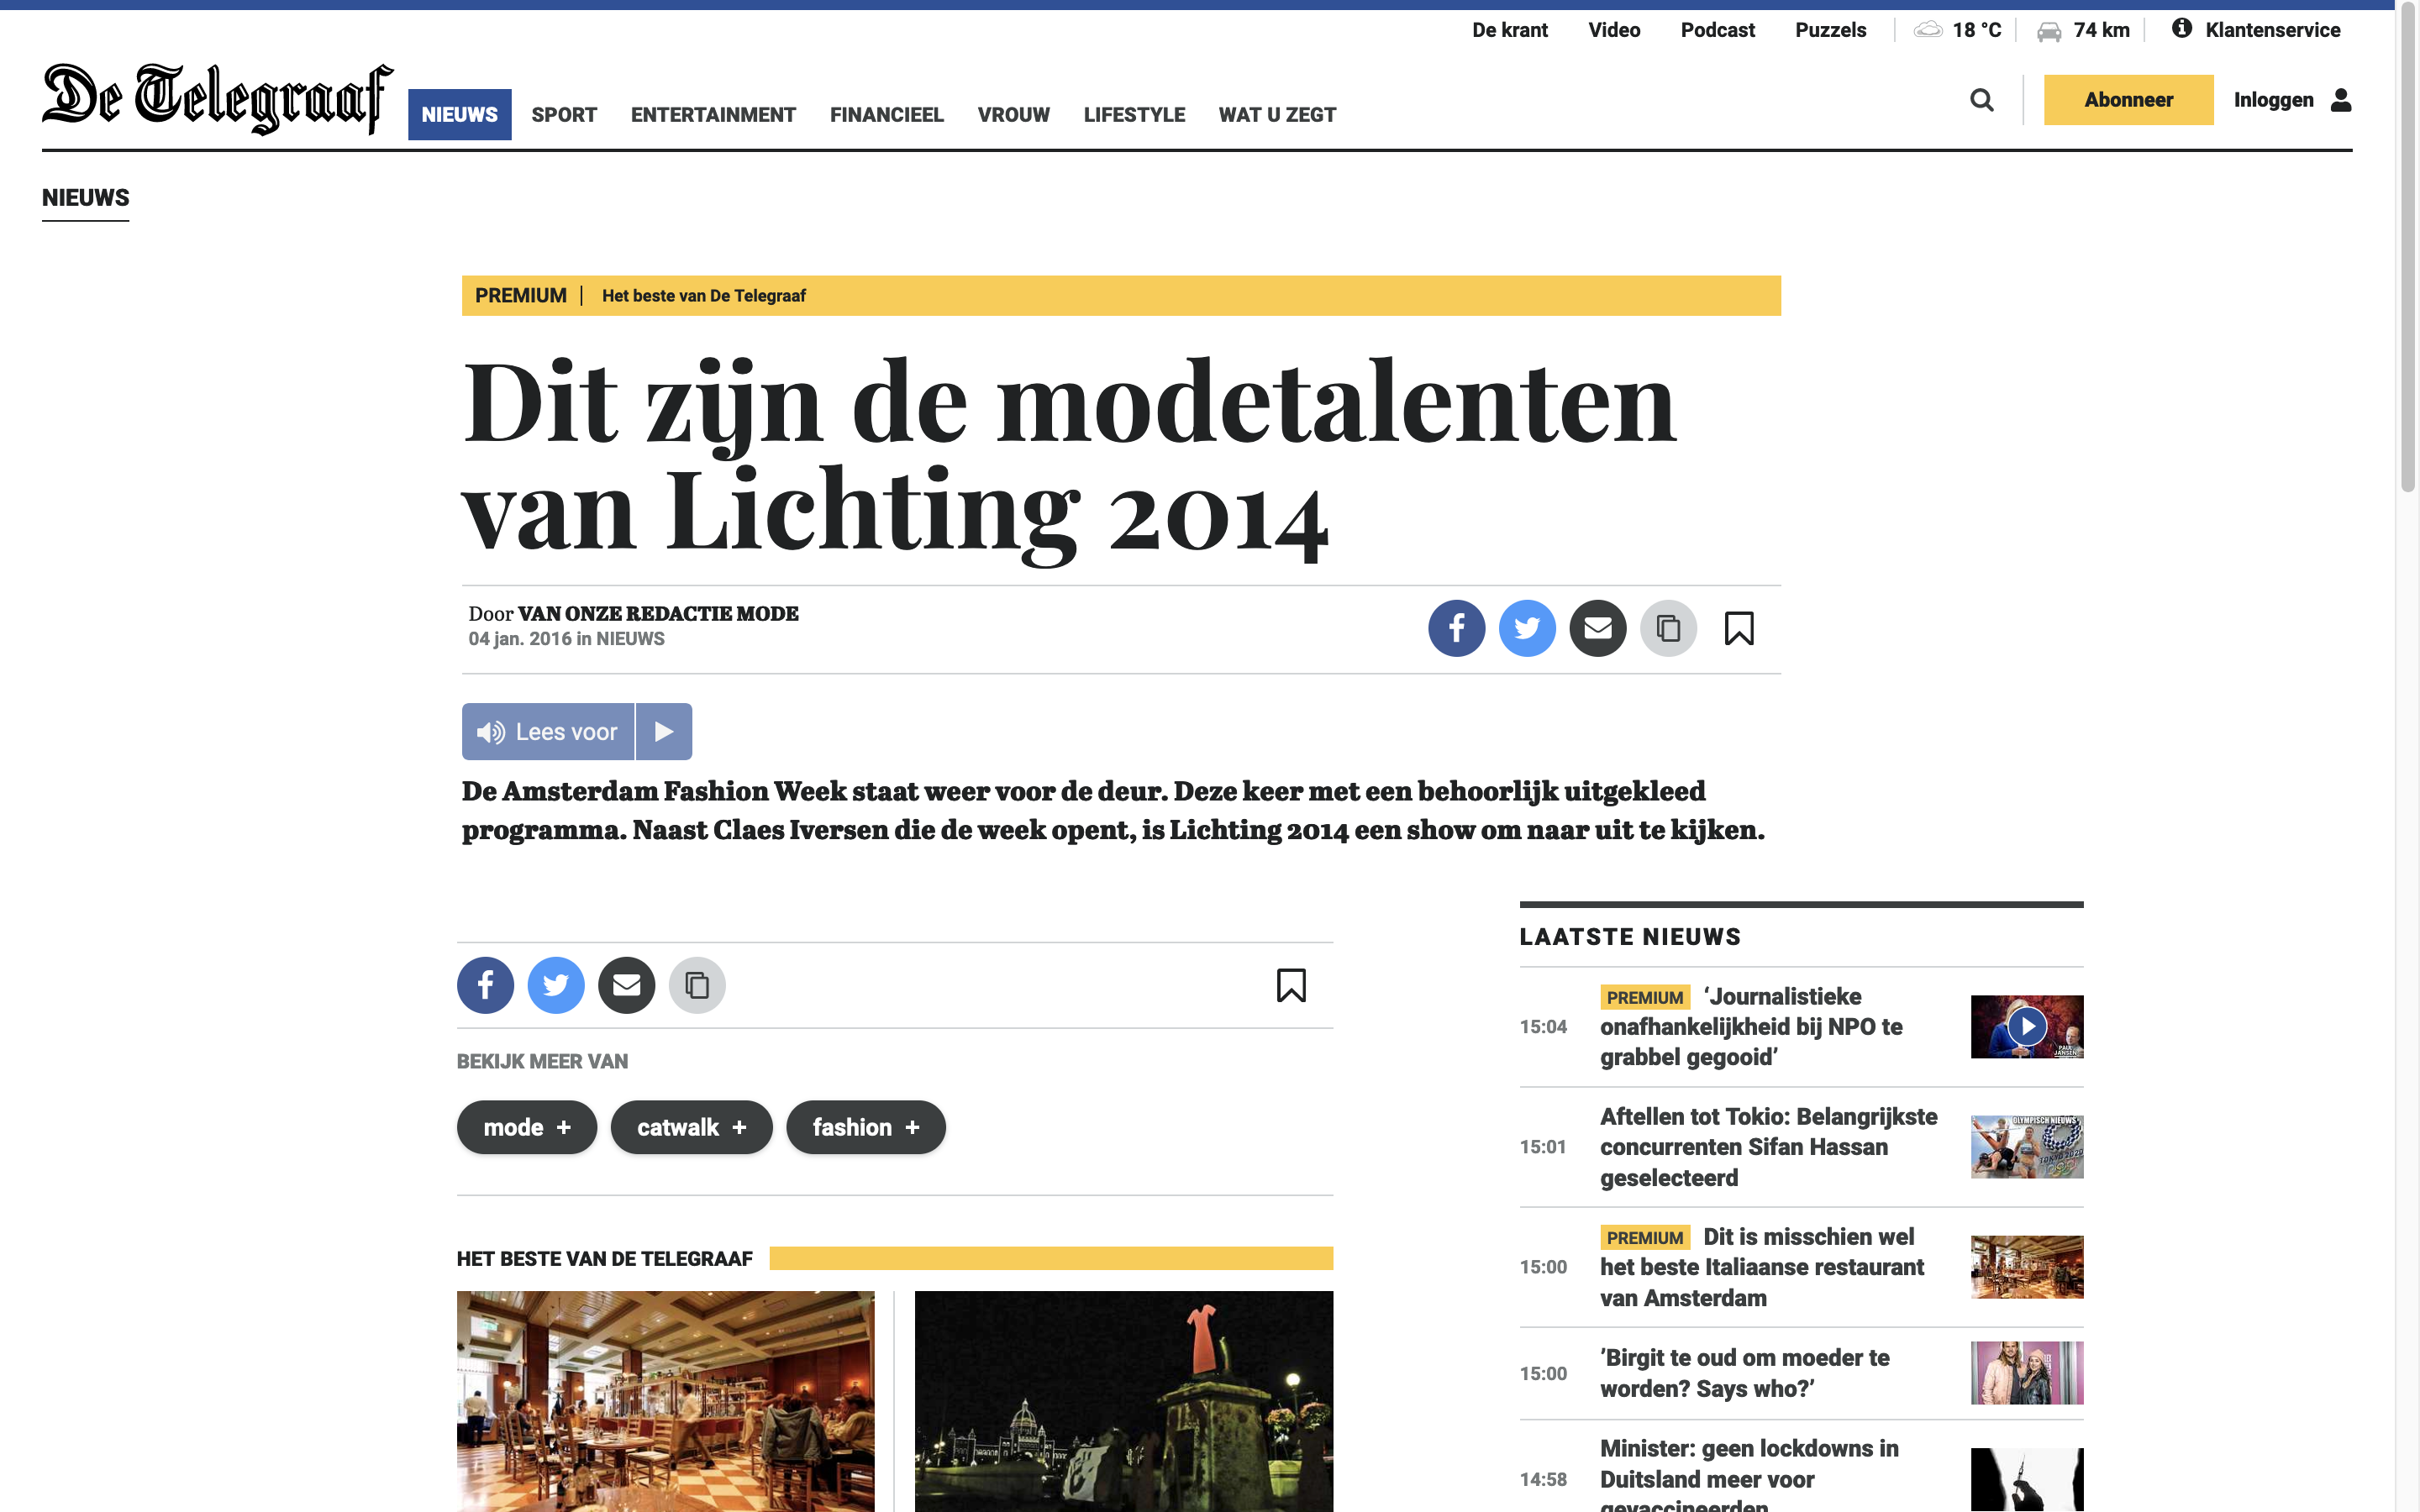 De krant
Video
Podcast
Puzzels
18 °C
74 km
Klantenservice
De Telegraaf
NIEUWS
SPORT
ENTERTAINMENT
FINANCIEEL
VROUW
LIFESTYLE
WAT U ZEGT
Abonneer
Inloggen
NIEUWS
PREMIUM | Het beste van De Telegraaf
Dit zijn de modetalenten
van Lichting 2014
Door VAN ONZE REDACTIE MODE
04 jan. 2016 in NIEUWS
Lees voor
De Amsterdam Fashion Week staat weer voor de deur. Deze keer met een behoorlijk uitgekleed
programma. Naast Claes Iversen die de week opent, is Lichting 2014 een show om naar uit te kijken.
BEKIJK MEER VAN
mode +
catwalk +
fashion +
HET BESTE VAN DE TELEGRAAF
LAATSTE NIEUWS
15:04
PREMIUM ‘Journalistieke
onafhankelijkheid bij NPO te
grabbel gegooid’
PAUL
JANSEN
15:01
Aftellen tot Tokio: Belangrijkste
concurrenten Sifan Hassan
geselecteerd
OLYMPISCH NIEUWS
TOKYO 2020
15:00
PREMIUM Dit is misschien wel
het beste Italiaanse restaurant
van Amsterdam
15:00
’Birgit te oud om moeder te
worden? Says who?’
14:58
Minister: geen lockdowns in
Duitsland meer voor
gevaccineerden